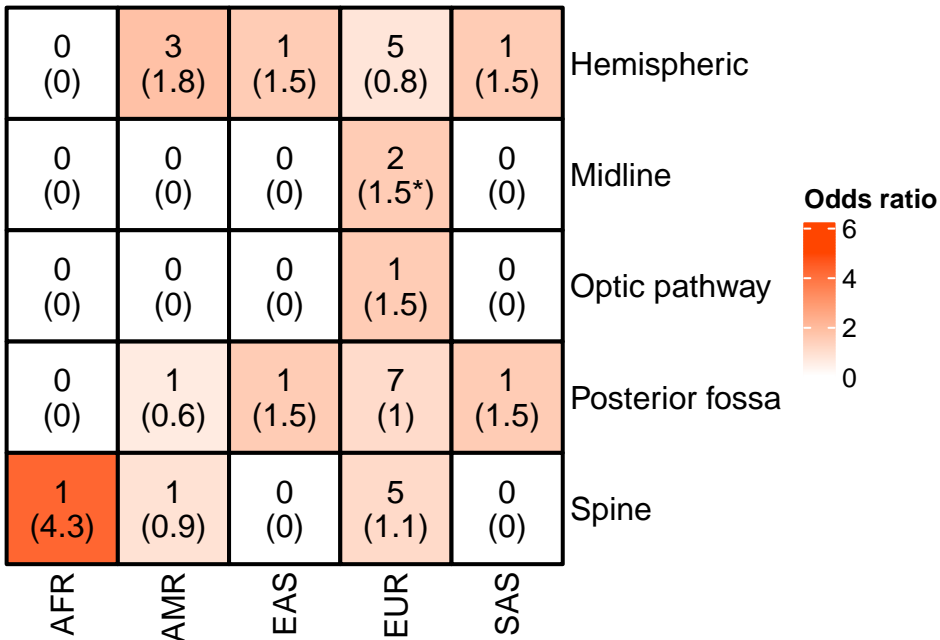 0 3 1 5 1
(0) (1.8) (1.5) (0.8) (1.5)
Hemispheric
0 0 0 2 0
(0) (0) (0) (1.5*) (0)
Midline
0 0 0 1 0
(0) (0) (0) (1.5) (0)
Optic pathway
0 1 1 7 1
(0) (0.6) (1.5) (1) (1.5)
Posterior fossa
1 1 0 5 0
(4.3) (0.9) (0) (1.1) (0)
Spine
AFR AMR EAS EUR SAS
Odds ratio
6
4
2
0